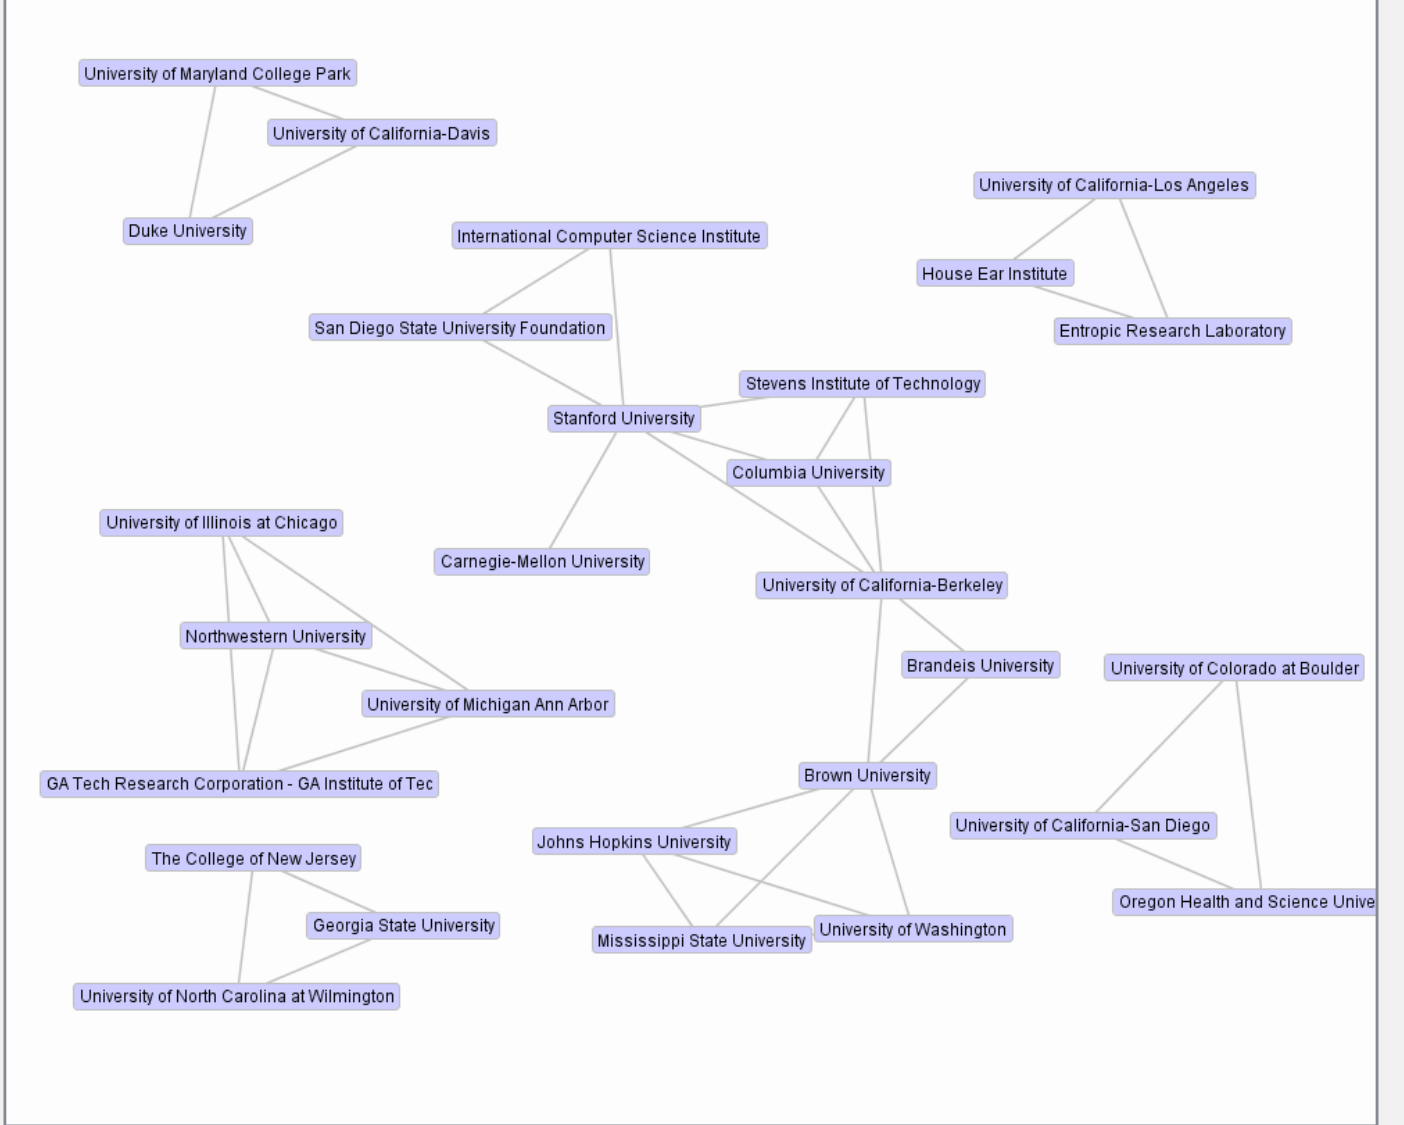 University of Maryland College Park
University of California-Davis
University of California-Los Angeles
Duke University
International Computer Science Institute
House Ear Institute
San Diego State University Foundation
Entropic Research Laboratory
Stevens Institute of Technology
Stanford University
Columbia University
University of Illinois at Chicago
Carnegie-Mellon University
University of California-Berkeley
Northwestern University
Brandeis University
University of Colorado at Boulder
University of Michigan Ann Arbor
Brown University
GA Tech Research Corporation - GA Institute of Tec
University of California-San Diego
Johns Hopkins University
The College of New Jersey
Oregon Health and Science Unive
Georgia State University
University of Washington
Mississippi State University
University of North Carolina at Wilmington